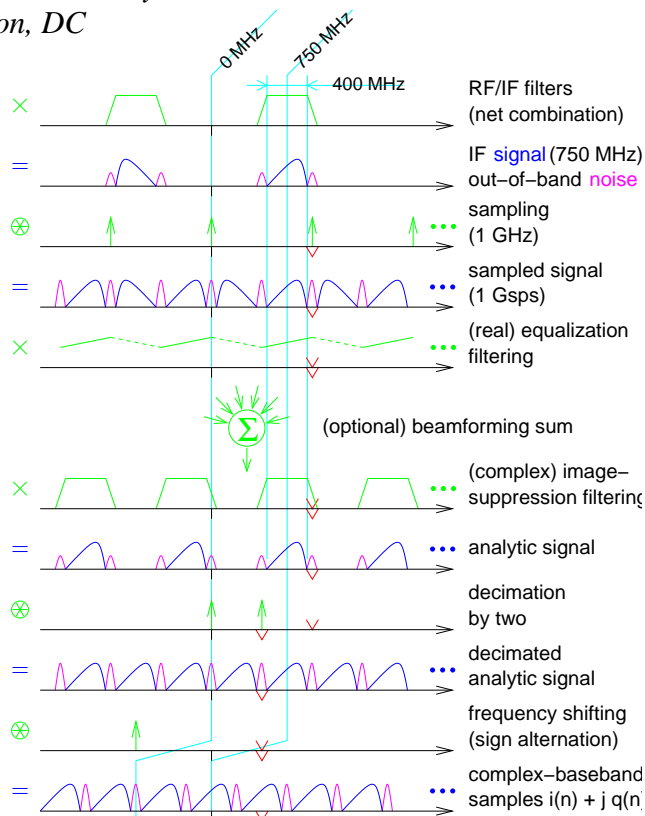 on, DC
0 MHz
750 MHz
400 MHz
RF/IF filters
(net combination)
IF signal (750 MHz)
out−of−band noise
sampling
(1 GHz)
sampled signal
(1 Gsps)
(real) equalization
filtering
Σ
(optional) beamforming sum
(complex) image−
suppression filtering
analytic signal
decimation
by two
decimated
analytic signal
frequency shifting
(sign alternation)
complex−baseband
samples i(n) + j q(n)